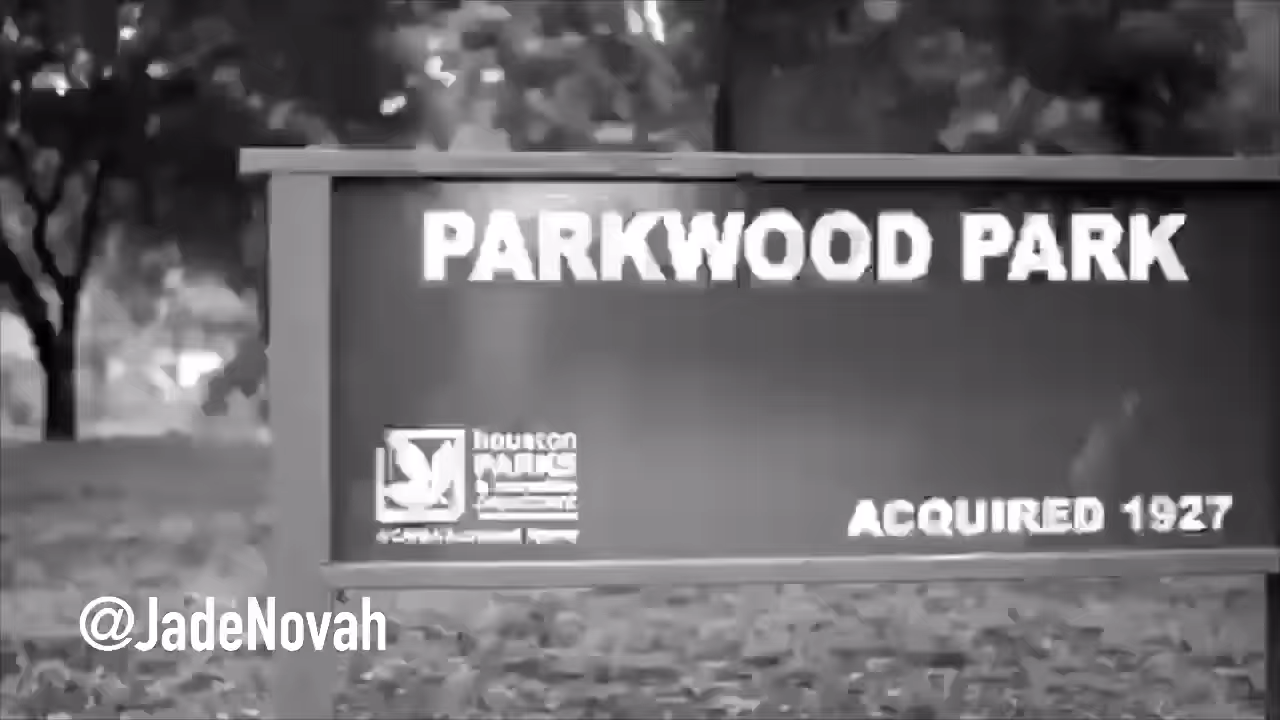 PARKWOOD PARK
houston
PARKS
ACQUIRED 1927
@JadeNovah